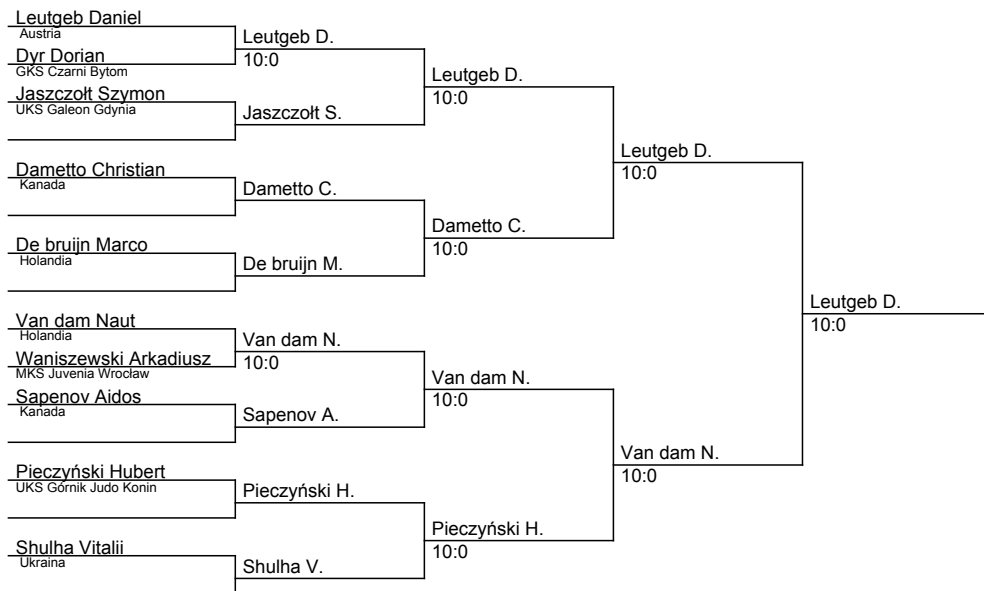 Leutgeb Daniel
Austria
Dyr Dorian
GKS Czarni Bytom
Jaszczołt Szymon
UKS Galeon Gdynia
Dametto Christian
Kanada
De bruijn Marco
Holandia
Van dam Naut
Holandia
Waniszewski Arkadiusz
MKS Juvenia Wrocław
Sapenov Aidos
Kanada
Pieczyński Hubert
UKS Górnik Judo Konin
Shulha Vitalii
Ukraina
Leutgeb D.
10:0
Jaszczołt S.
Dametto C.
De bruijn M.
Van dam N.
10:0
Sapenov A.
Pieczyński H.
Shulha V.
Leutgeb D.
10:0
Dametto C.
10:0
Van dam N.
10:0
Pieczyński H.
10:0
Leutgeb D.
10:0
Van dam N.
10:0
Leutgeb D.
10:0